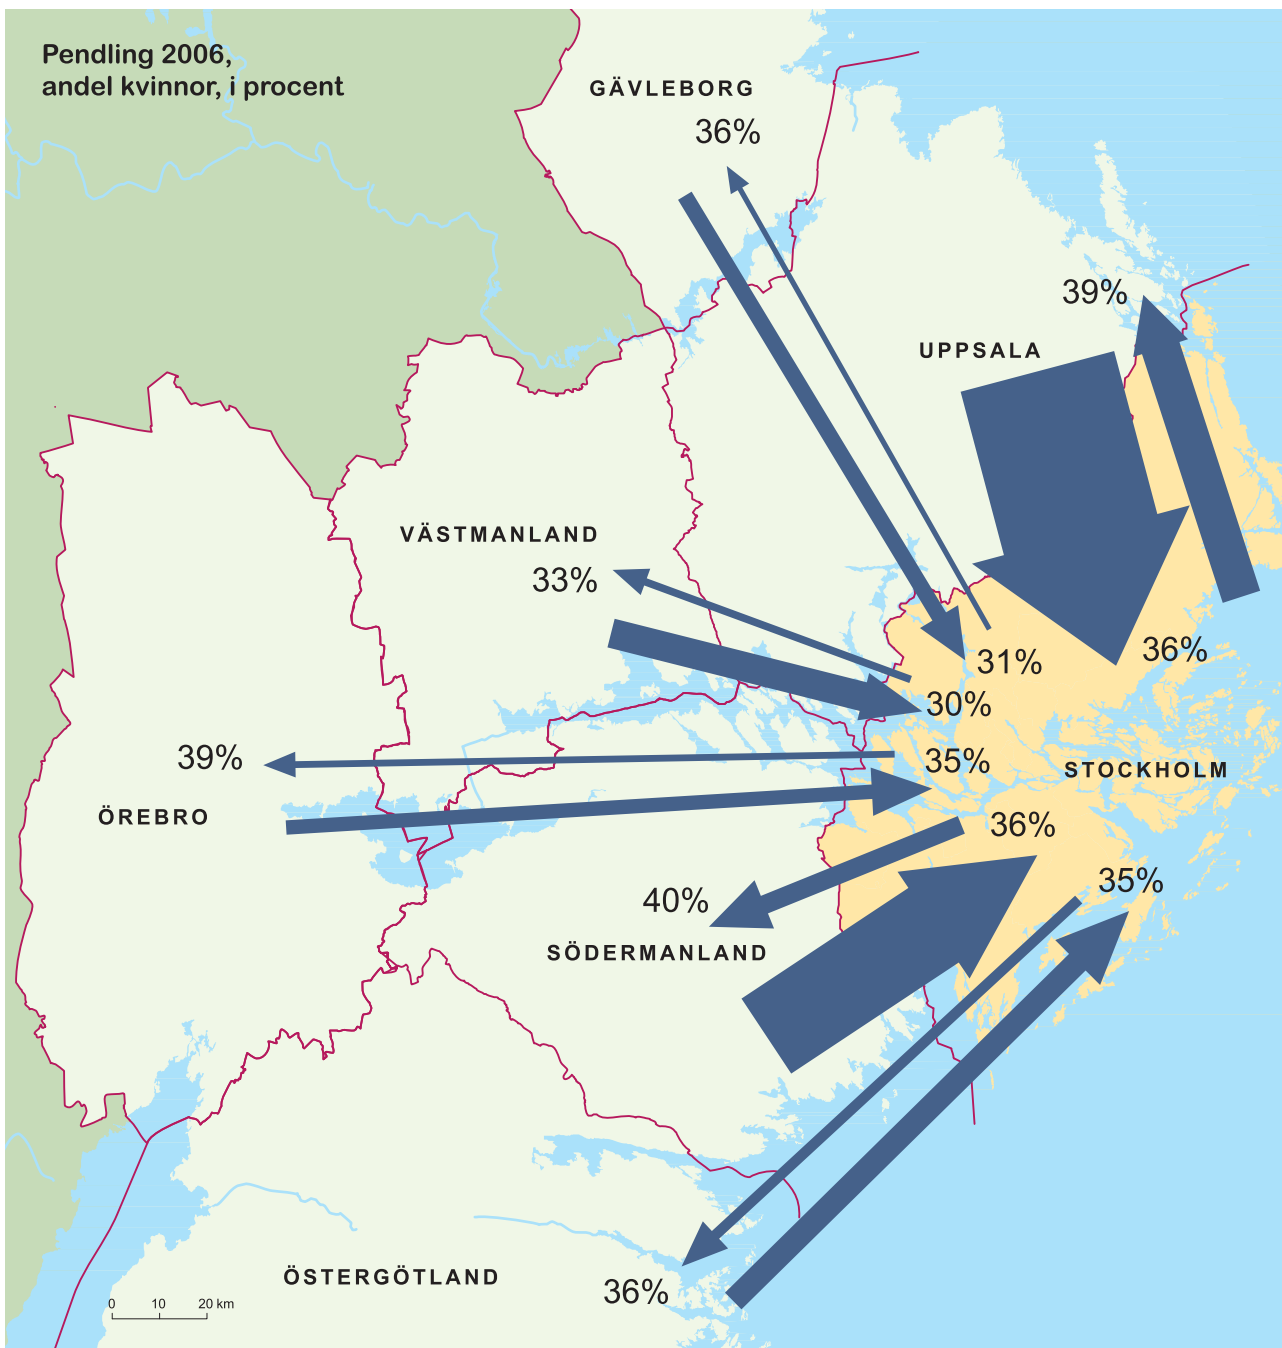 Pendling 2006,
andel kvinnor, i procent
GÄVLEBORG
36%
39%
UPPSALA
VÄSTMANLAND
33%
36%
31%
30%
39%
35%
STOCKHOLM
ÖREBRO
36%
35%
40%
SÖDERMANLAND
ÖSTERGÖTLAND
36%
0 10 20 km